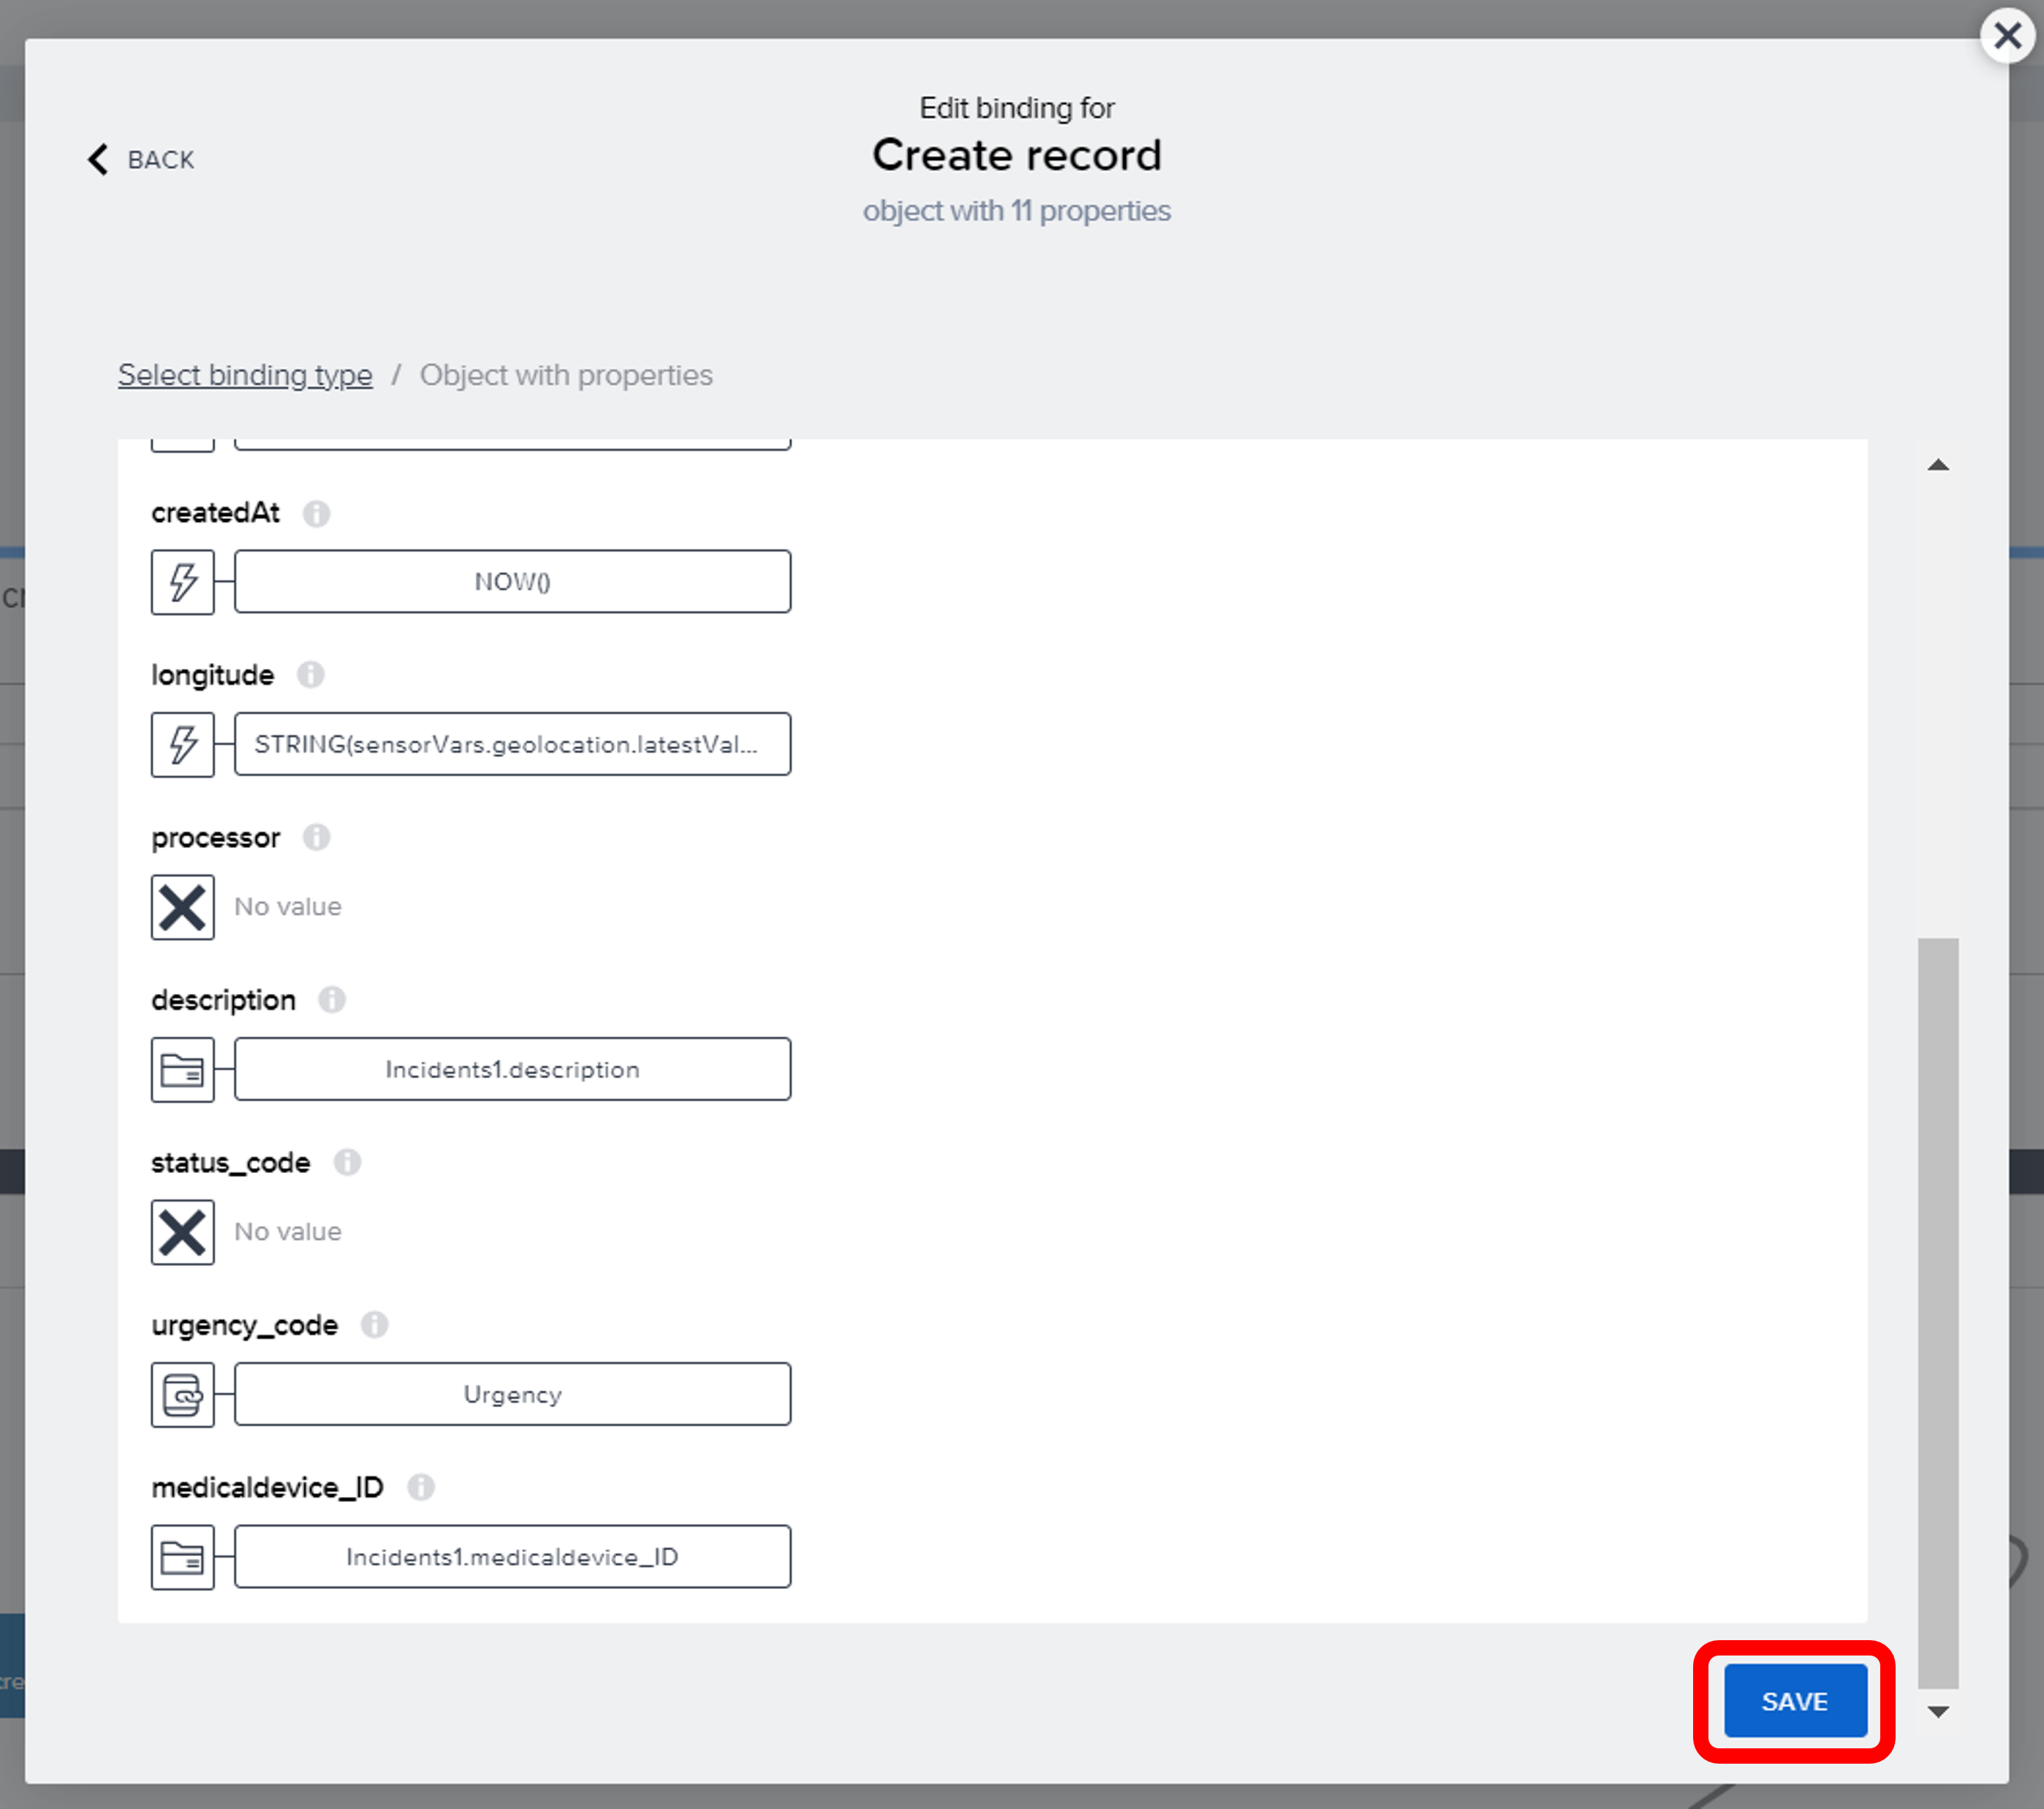 Edit binding for
BACK
Create record
object with 11 properties
Select binding type / Object with properties
createdAt
NOW()
longitude
STRING(sensorVars.geolocation.latestVal...
processor
No value
description
Incidents1.description
status_code
No value
urgency_code
Urgency
medicaldevice_ID
Incidents1.medicaldevice_ID
SAVE